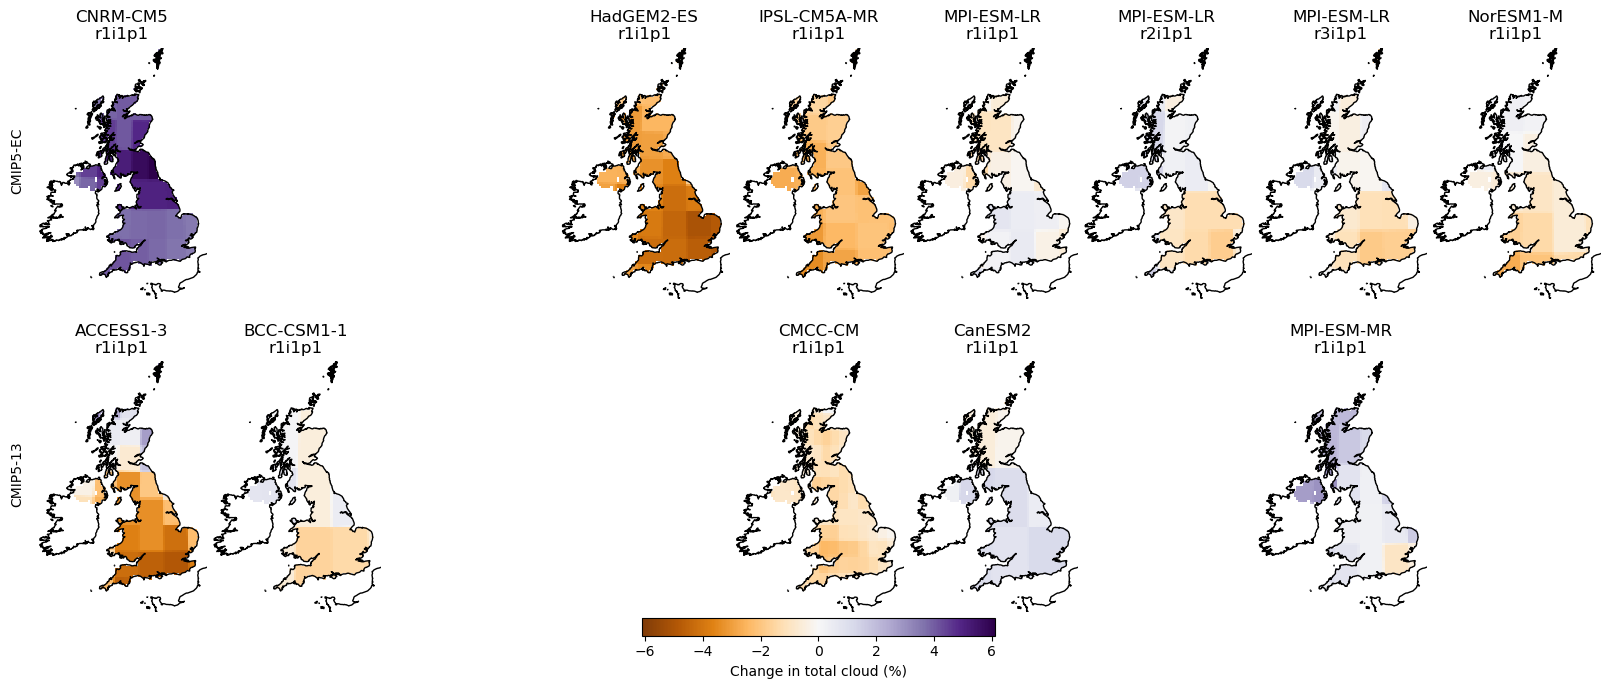 CNRM-CM5
r1i1p1
HadGEM2-ES
r1i1p1
IPSL-CM5A-MR
r1i1p1
MPI-ESM-LR
r1i1p1
MPI-ESM-LR
r2i1p1
MPI-ESM-LR
r3i1p1
NorESM1-M
r1i1p1
CMIP5-EC
ACCESS1-3
r1i1p1
BCC-CSM1-1
r1i1p1
CMCC-CM
r1i1p1
CanESM2
r1i1p1
MPI-ESM-MR
r1i1p1
CMIP5-13
−6 −4 −2 0 2 4 6
Change in total cloud (%)